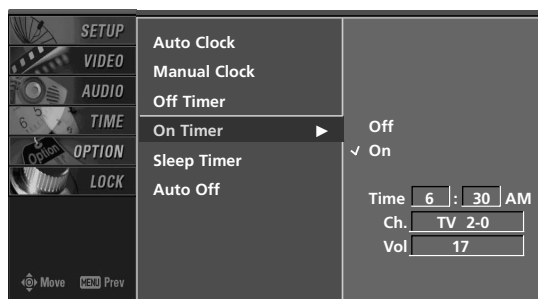 SETUP
VIDEO
AUDIO
TIME
OPTION
LOCK
Move MENU Prev
Auto Clock
Manual Clock
Off Timer
On Timer
Sleep Timer
Auto Off
Off
On
Time 6 : 30 AM
Ch. TV 2-0
Vol 17